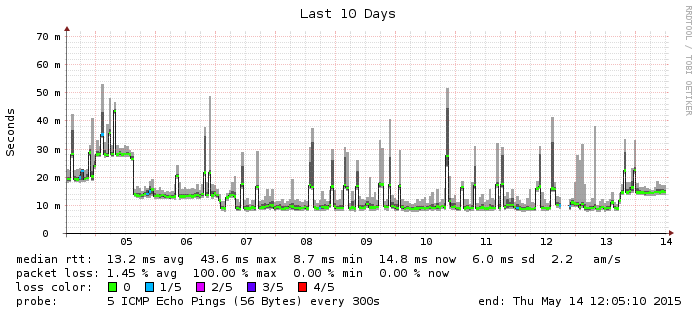 Last 10 Days
RRDTOOL / TOBI OETIKER
Seconds
70 m
60 m
50 m
40 m
30 m
20 m
10 m
0
05 06 07 08 09 10 11 12 13 14
median rtt: 13.2 ms avg 43.6 ms max 8.7 ms min 14.8 ms now 6.0 ms sd 2.2 am/s
packet loss: 1.45 % avg 100.00 % max 0.00 % min 0.00 % now
loss color: 0 1/5 2/5 3/5 4/5
probe: 5 ICMP Echo Pings (56 Bytes) every 300s end: Thu May 14 12:05:10 2015